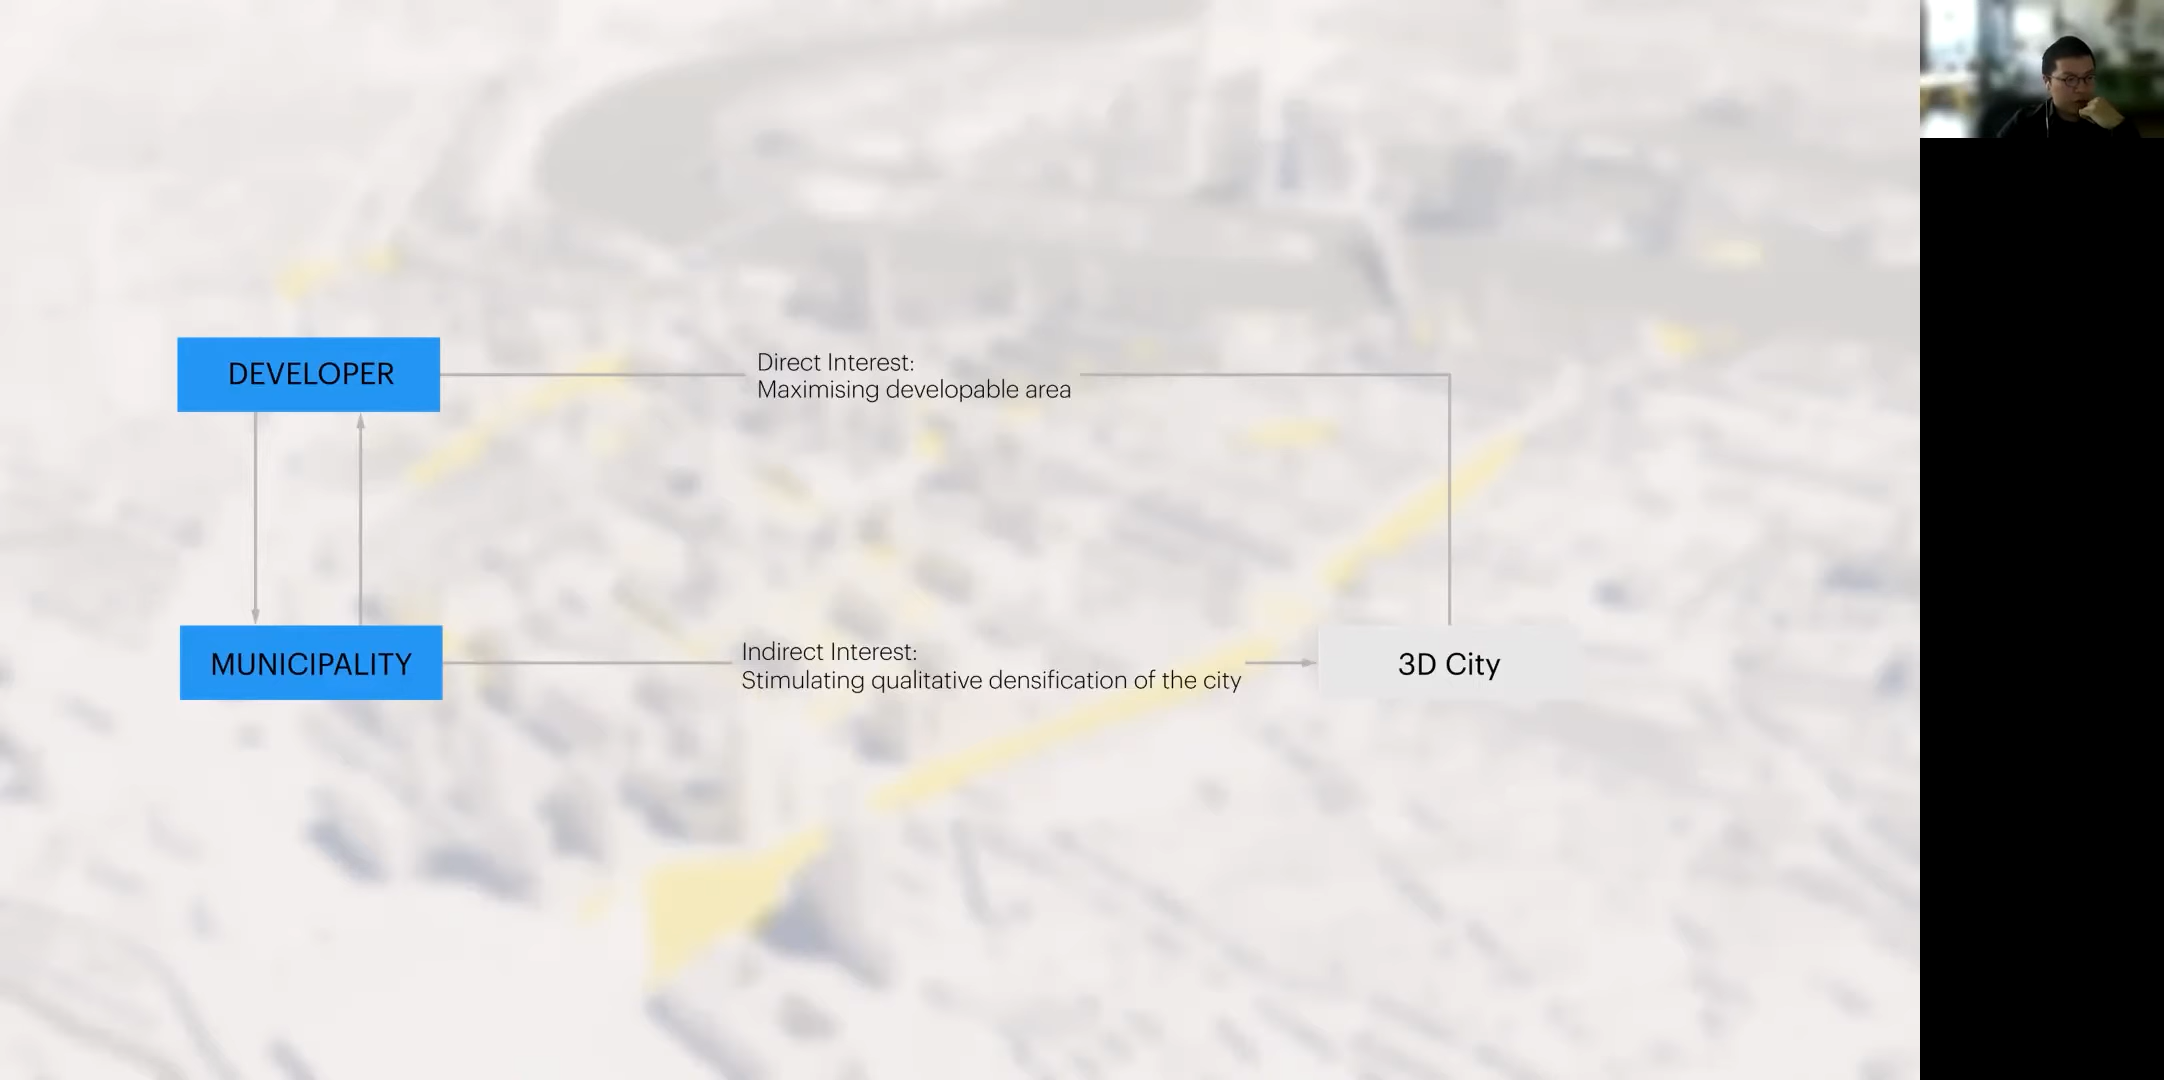 DEVELOPER
Direct Interest:
Maximising developable area
MUNICIPALITY
Indirect Interest:
Stimulating qualitative densification of the city
3D City